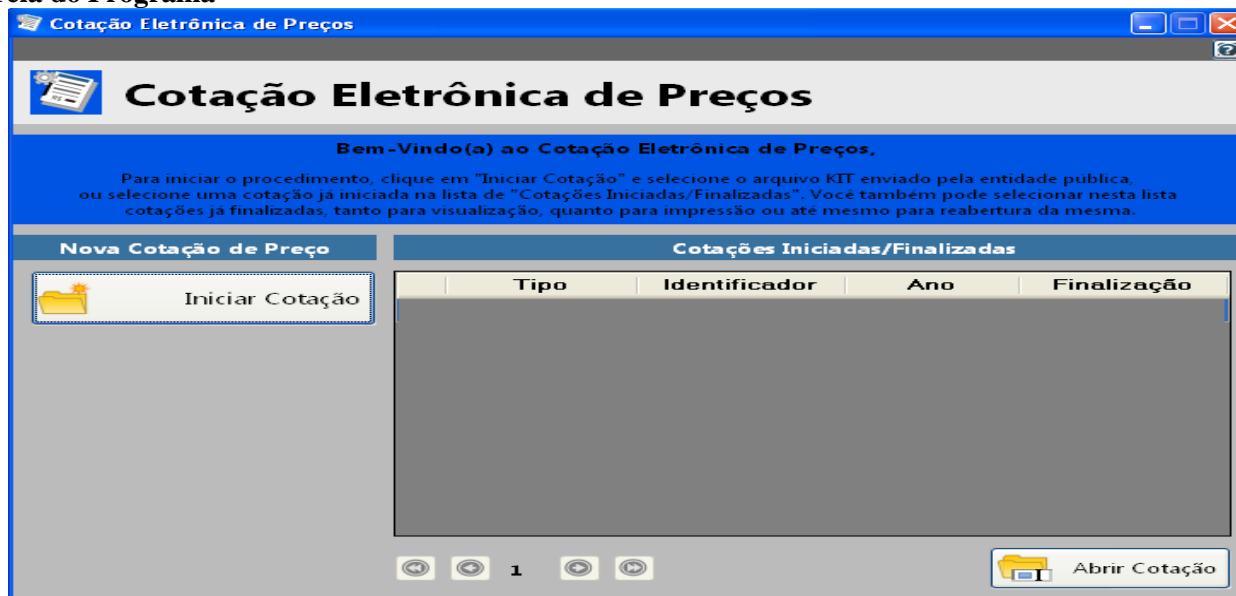 Cotação Eletrônica de Preços
Cotação Eletrônica de Preços
Bem-Vindo(a) ao Cotação Eletrônica de Preços,
Para iniciar o procedimento, clique em "Iniciar Cotação" e selecione o arquivo KIT enviado pela entidade publica,
ou selecione uma cotação já iniciada na lista de "Cotações Iniciadas/Finalizadas". Você também pode selecionar nesta lista
cotações já finalizadas, tanto para visualização, quanto para impressão ou até mesmo para reabertura da mesma.
Nova Cotação de Preço
Cotações Iniciadas/Finalizadas
Iniciar Cotação
Tipo Identificador Ano Finalização
1
Abrir Cotação